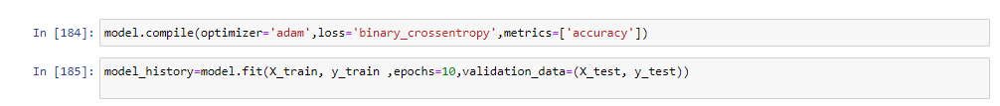 In [184]: model.compile(optimizer='adam',loss='binary_crossentropy',metrics=['accuracy'])
In [185]: model_history=model.fit(X_train, y_train ,epochs=10,validation_data=(X_test, y_test))